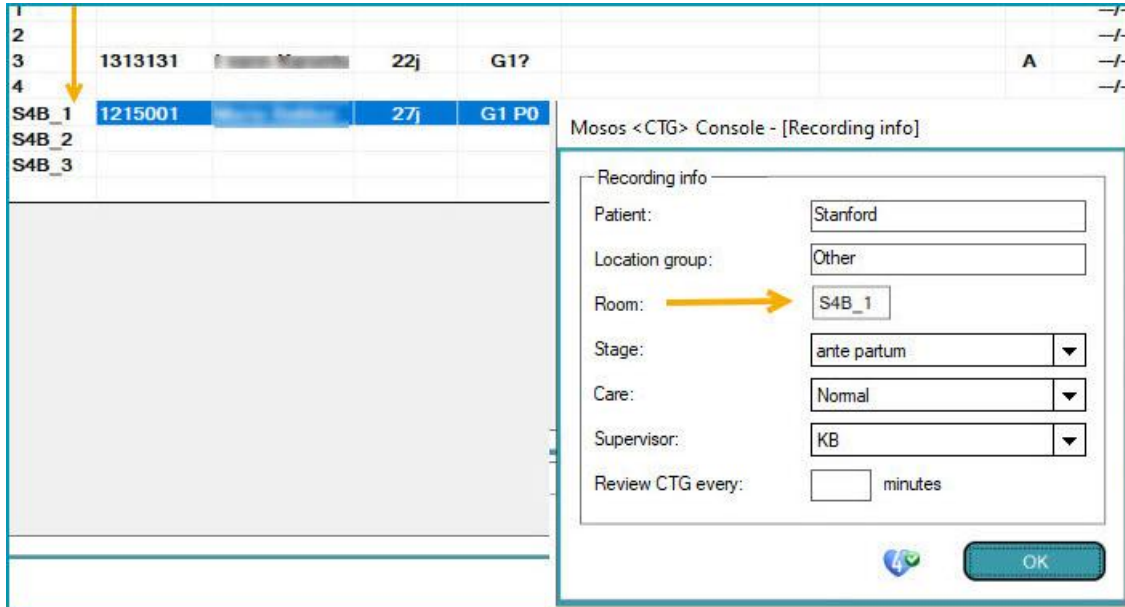 1 --/-
2 --/-
3 1313131 22j G1? A --/-
4 --/-
S4B_1 1215001 27j G1 P0
S4B_2
S4B_3
Mosos <CTG> Console - [Recording info]
Recording info
Patient: Stanford
Location group: Other
Room: S4B_1
Stage: ante partum
Care: Normal
Supervisor: KB
Review CTG every: minutes
4 OK